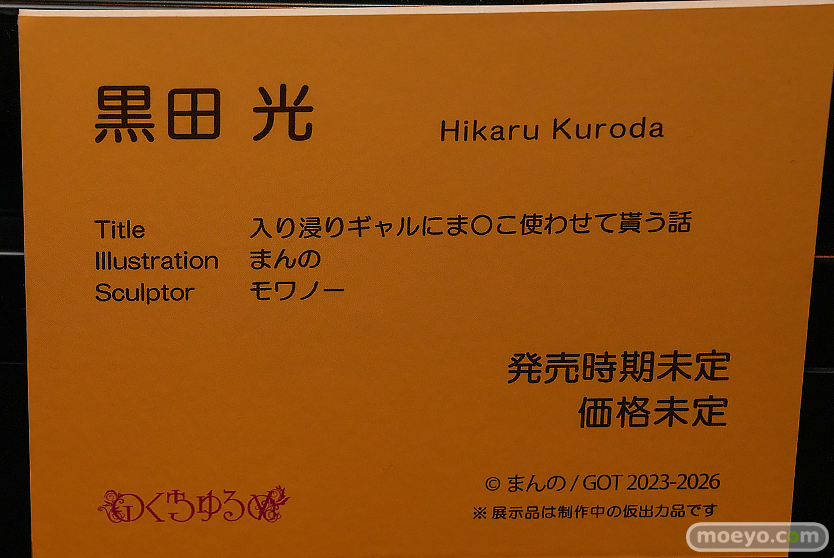 黒田 光
Hikaru Kuroda
Title 入り浸りギャルにま〇こ使わせて貰う話
Illustration まんの
Sculptor モワノー
発売時期未定
価格未定
© まんの / GOT 2023-2026
※ 展示品は制作中の仮出力品です
moeyo.com